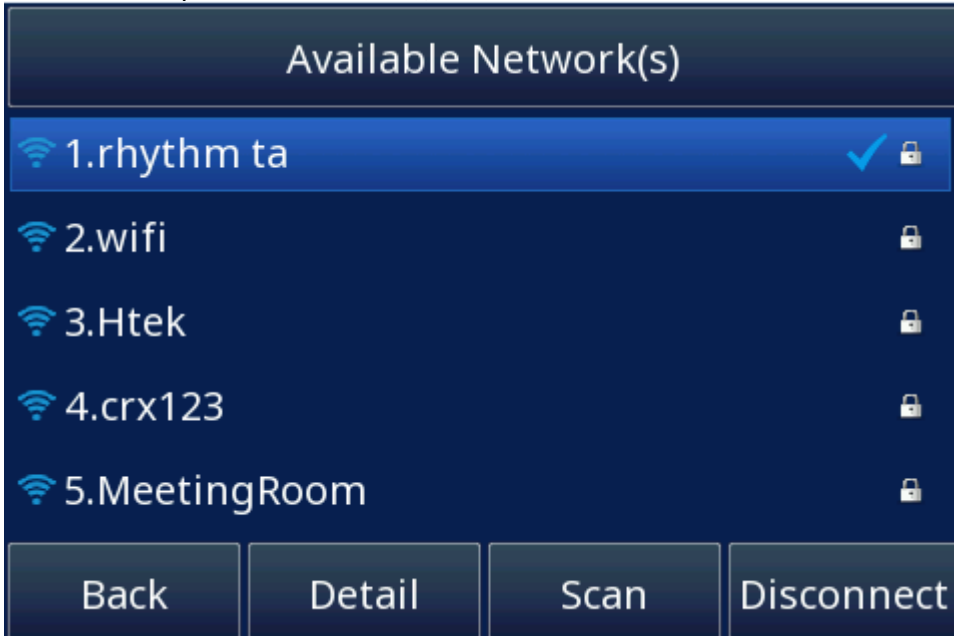 Available Network(s)
1.rhythm ta
2.wifi
3.Htek
4.crx123
5.MeetingRoom
Back Detail Scan Disconnect